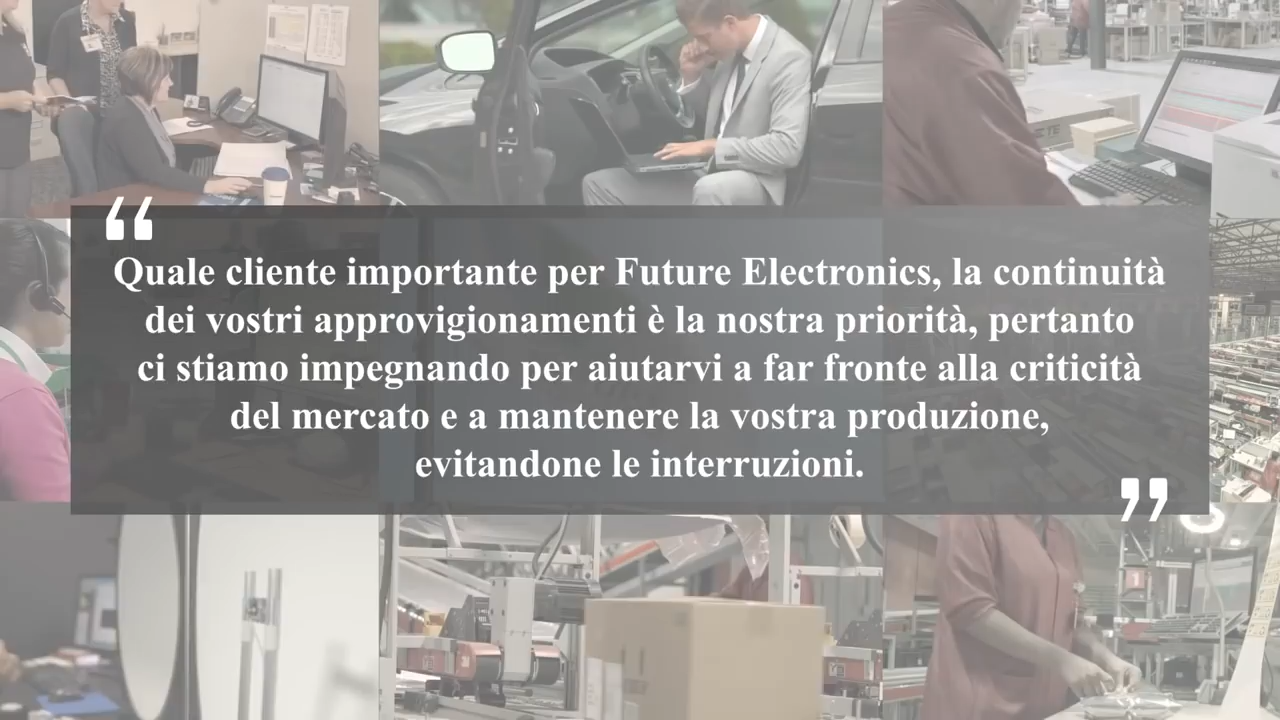 “
Quale cliente importante per Future Electronics, la continuità
dei vostri approvigionamenti è la nostra priorità, pertanto
ci stiamo impegnando per aiutarvi a far fronte alla criticità
del mercato e a mantenere la vostra produzione,
evitandone le interruzioni.
”